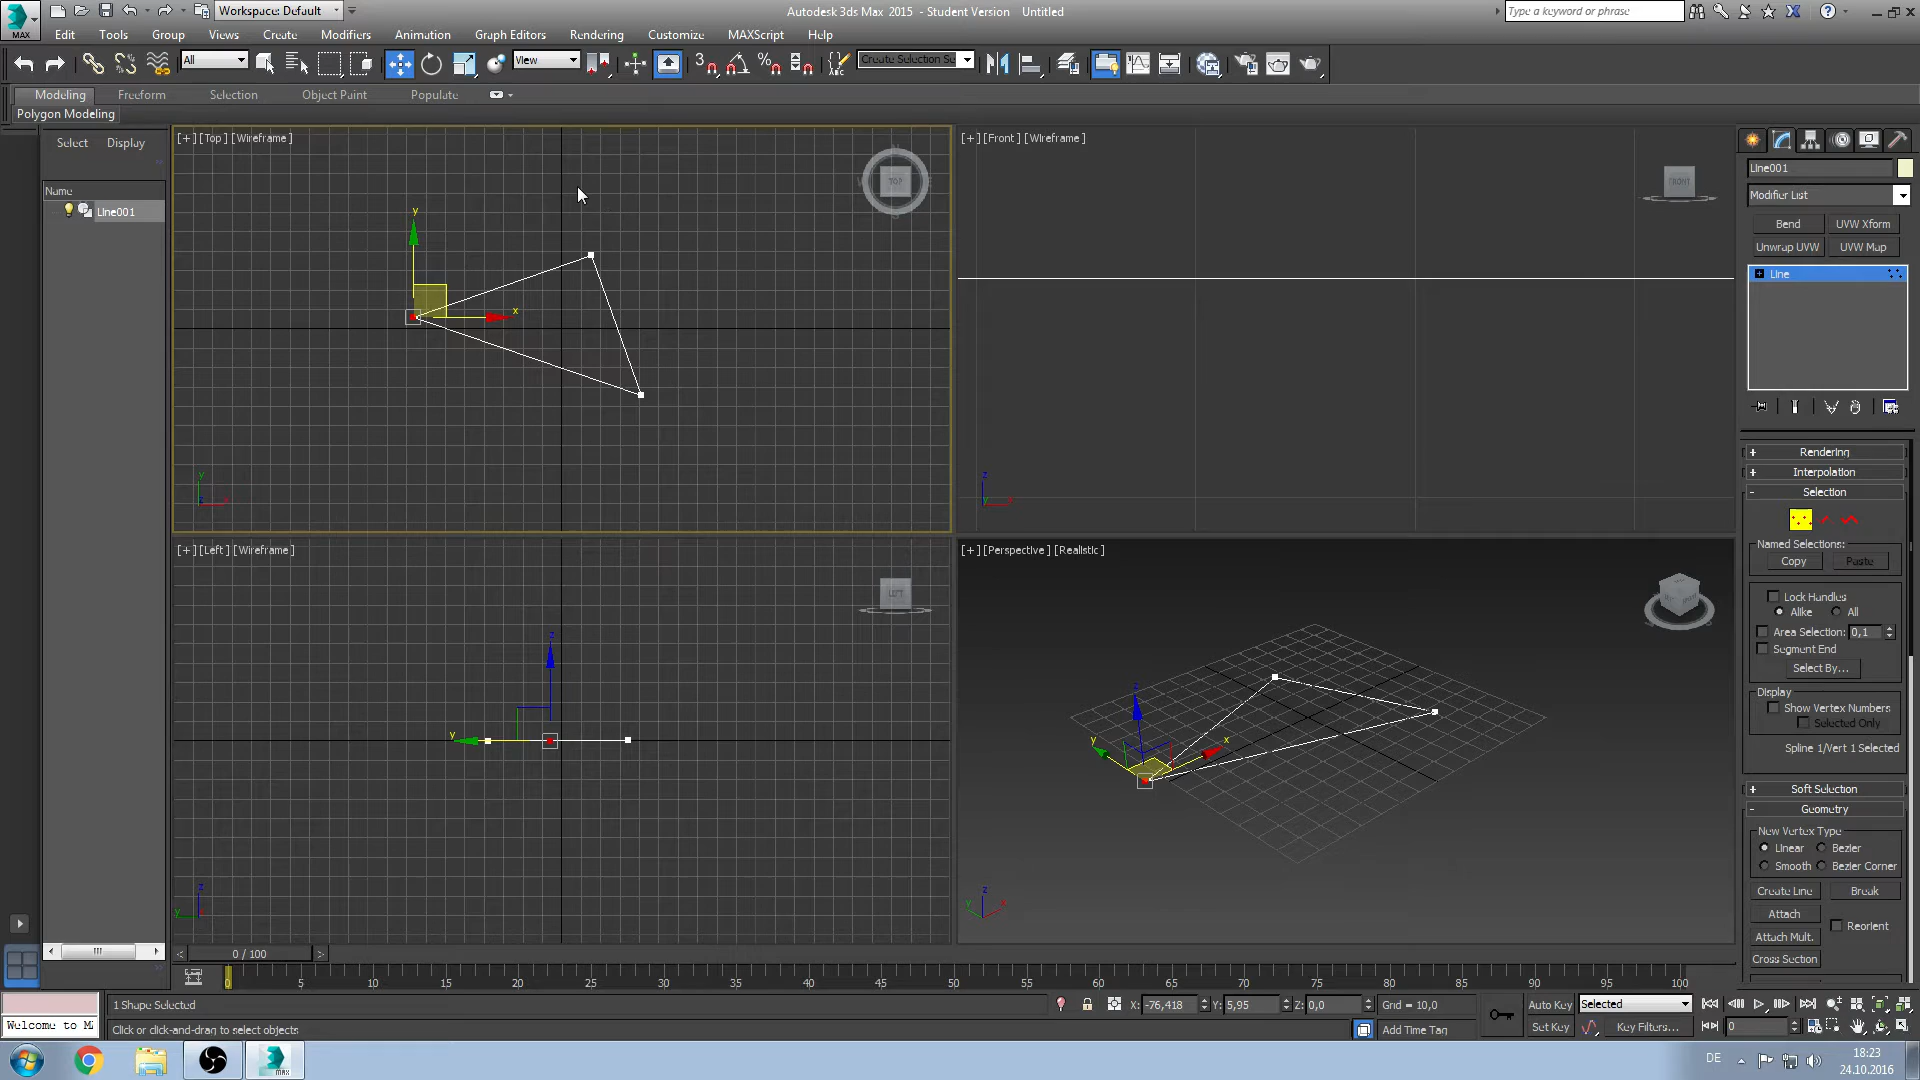 Workspace: Default
Autodesk 3ds Max 2015 - Student Version   Untitled
Type a keyword or phrase
MAX
Edit Tools Group Views Create Modifiers Animation Graph Editors Rendering Customize MAXScript Help
All
View
3
Create Selection Se
Modeling Freeform Selection Object Paint Populate
Polygon Modeling
Select Display
Name
Line001
[+] [Top] [Wireframe]
TOP
y
x
[+] [Front] [Wireframe]
FRONT
z
[+] [Left] [Wireframe]
LEFT
z
y
z
y
[+] [Perspective] [Realistic]
z
y
x
z
Line001
Modifier List
Bend UVW Xform
Unwrap UVW UVW Map
Line
Rendering
Interpolation
Selection
Named Selections:
Copy Paste
Lock Handles
Alike All
Area Selection: 0,1
Segment End
Select By...
Display
Show Vertex Numbers
Selected Only
Spline 1/Vert 1 Selected
Soft Selection
Geometry
New Vertex Type
Linear Bezier
Smooth Bezier Corner
Create Line Break
Attach
Reorient
Attach Mult.
Cross Section
0 / 100
0 5 10 15 20 25 30 35 40 45 50 55 60 65 70 75 80 85 90 95 100
1 Shape Selected
X: -76,418 Y: 5,95 Z: 0,0 Grid = 10,0
Auto Key Selected
Welcome to M
Click or click-and-drag to select objects
Add Time Tag
Set Key Key Filters... 0
DE
18:23
24.10.2016